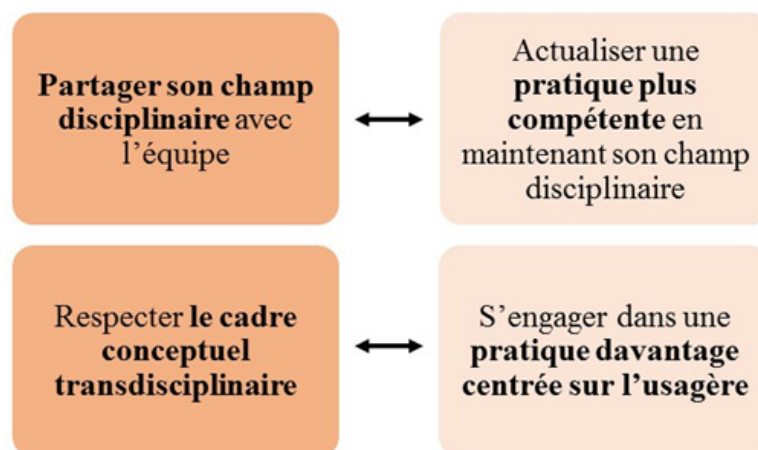 Partager son champ
disciplinaire avec
l’équipe
Actualiser une
pratique plus
compétente en
maintenant son champ
disciplinaire
Respecter le cadre
conceptuel
transdisciplinaire
S’engager dans une
pratique davantage
centrée sur l’usagère